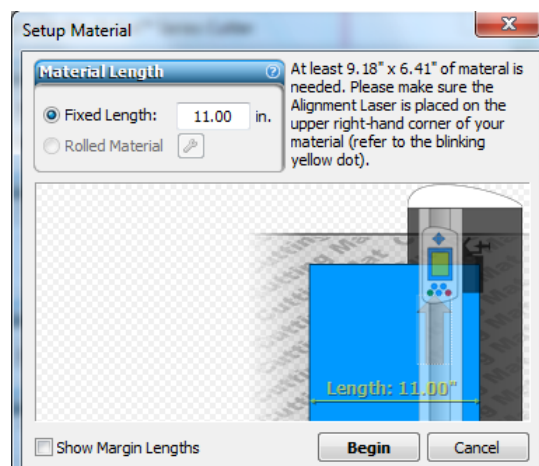 Setup Material
Material Length
?
Fixed Length: 11.00 in.
Rolled Material
At least 9.18" x 6.41" of materal is
needed. Please make sure the
Alignment Laser is placed on the
upper right-hand corner of your
material (refer to the blinking
yellow dot).
Cutting Mat
Length: 11.00"
Show Margin Lengths
Begin
Cancel